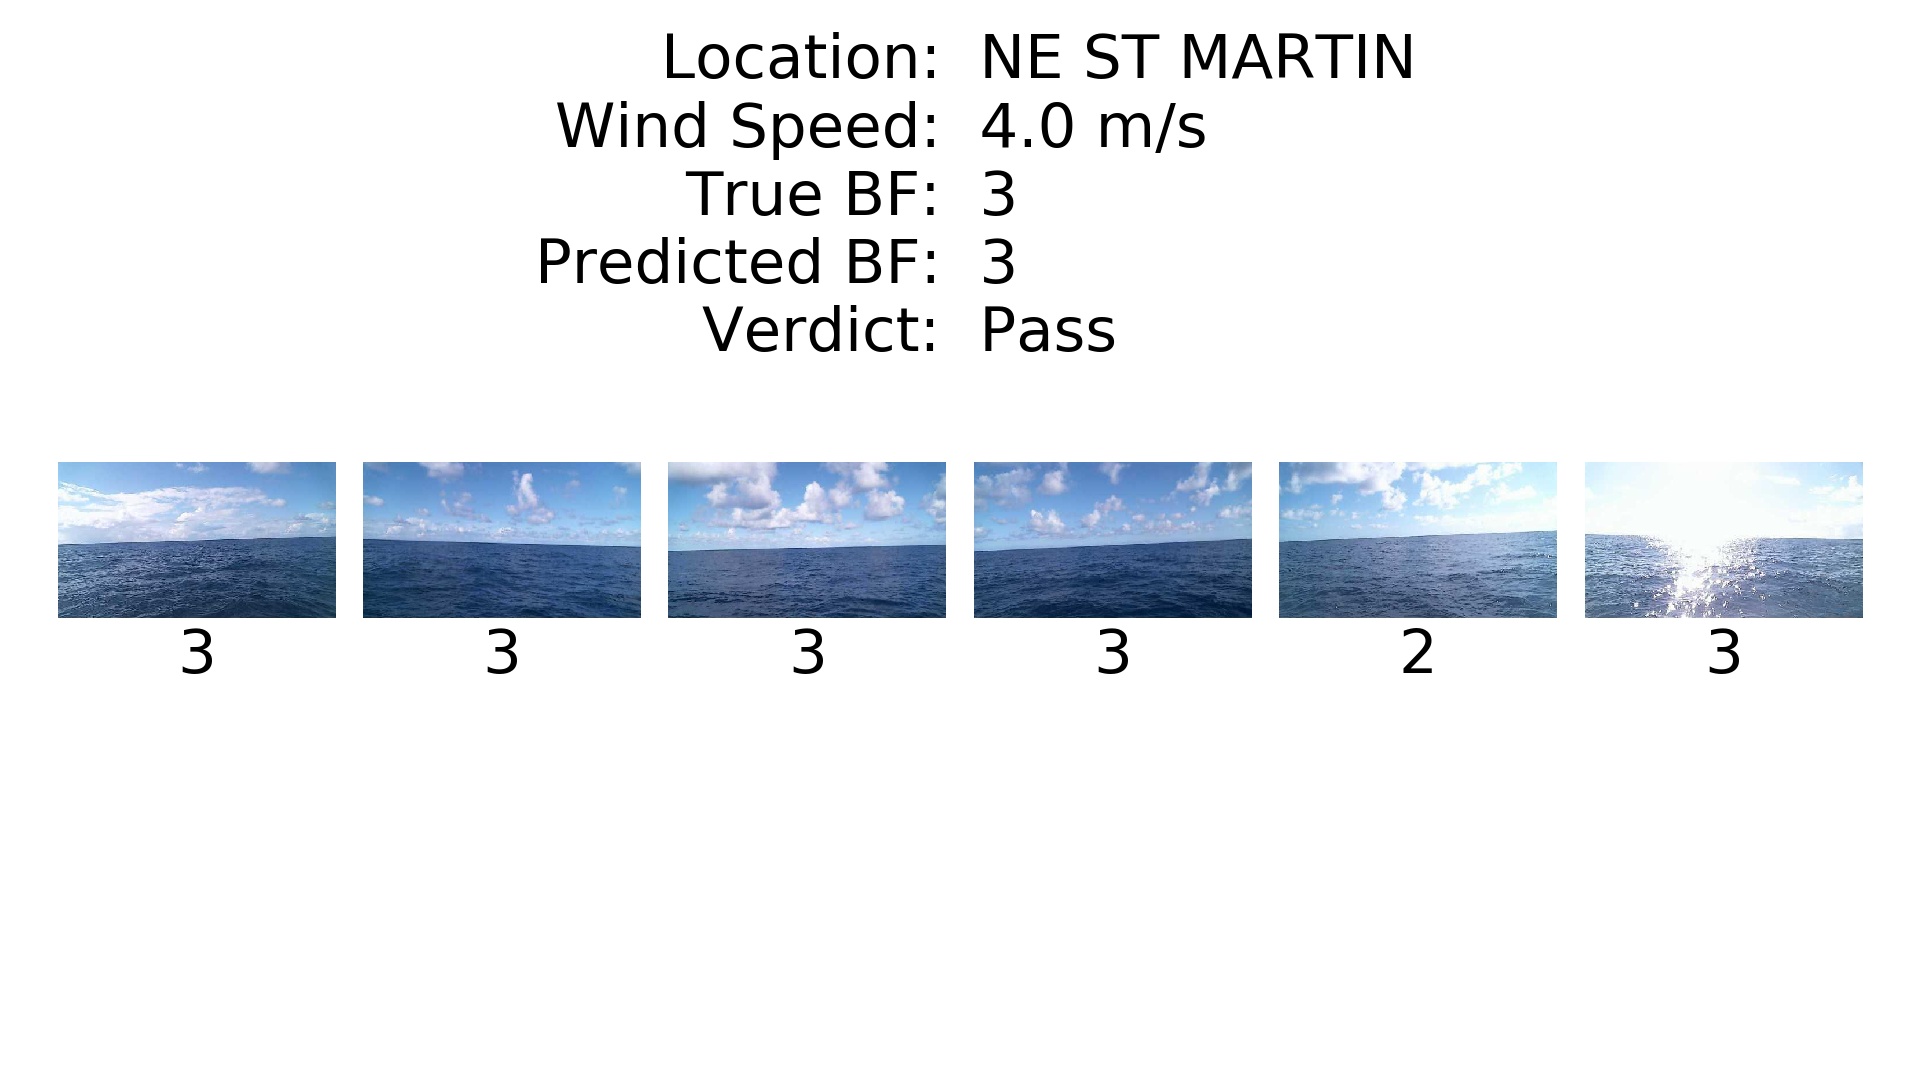 Location: NE ST MARTIN
Wind Speed: 4.0 m/s
True BF: 3
Predicted BF: 3
Verdict: Pass
3 3 3 3 2 3